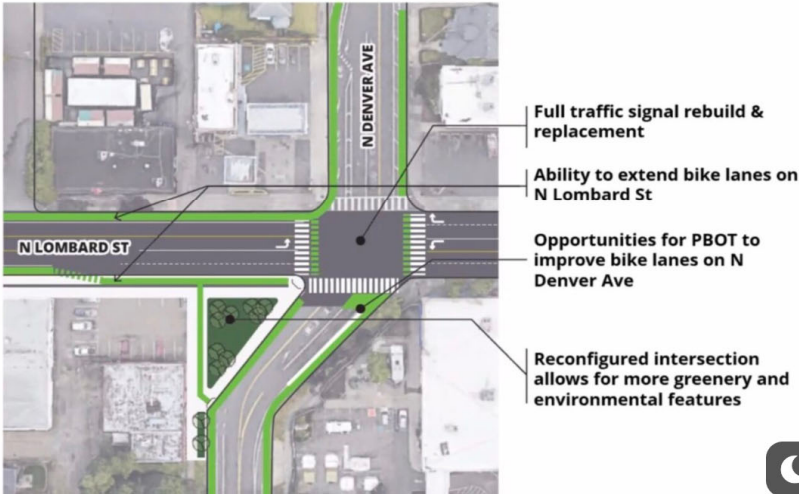 N DENVER AVE
Full traffic signal rebuild &
replacement
Ability to extend bike lanes on
N Lombard St
N LOMBARD ST
Opportunities for PBOT to
improve bike lanes on N
Denver Ave
Reconfigured intersection
allows for more greenery and
environmental features